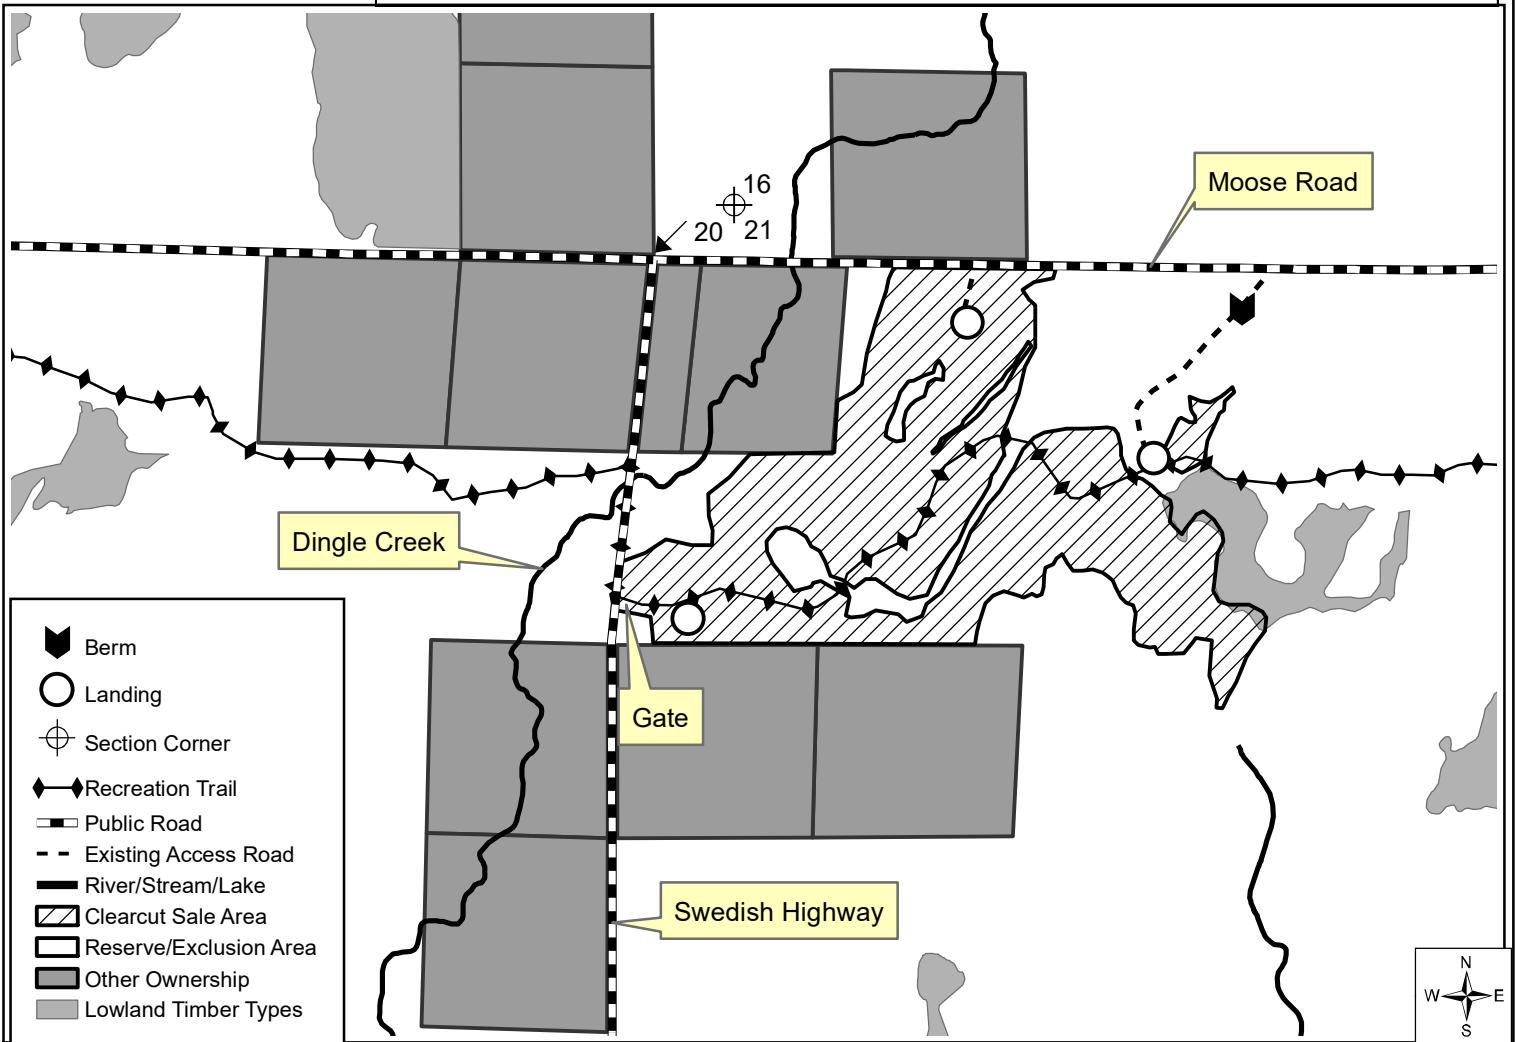 16
20
21
Moose Road
Dingle Creek
Gate
Swedish Highway
Berm
Landing
Section Corner
Recreation Trail
Public Road
Existing Access Road
River/Stream/Lake
Clearcut Sale Area
Reserve/Exclusion Area
Other Ownership
Lowland Timber Types
N
W E
S